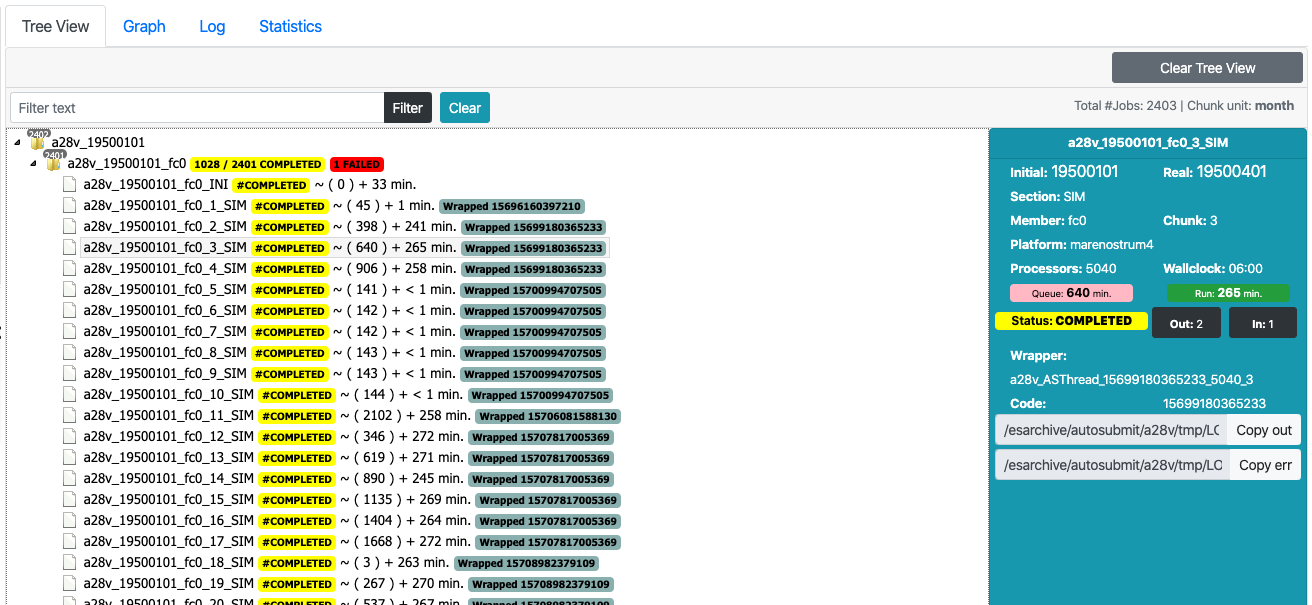 Tree View Graph Log Statistics
Clear Tree View
Filter text Filter Clear Total #Jobs: 2403 | Chunk unit: month
2402 a28v_19500101
2401 a28v_19500101_fc0 1028 / 2401 COMPLETED 1 FAILED
a28v_19500101_fc0_INI #COMPLETED ~ ( 0 ) + 33 min.
a28v_19500101_fc0_1_SIM #COMPLETED ~ ( 45 ) + 1 min. Wrapped 15696160397210
a28v_19500101_fc0_2_SIM #COMPLETED ~ ( 398 ) + 241 min. Wrapped 15699180365233
a28v_19500101_fc0_3_SIM #COMPLETED ~ ( 640 ) + 265 min. Wrapped 15699180365233
a28v_19500101_fc0_4_SIM #COMPLETED ~ ( 906 ) + 258 min. Wrapped 15699180365233
a28v_19500101_fc0_5_SIM #COMPLETED ~ ( 141 ) + < 1 min. Wrapped 15700994707505
a28v_19500101_fc0_6_SIM #COMPLETED ~ ( 142 ) + < 1 min. Wrapped 15700994707505
a28v_19500101_fc0_7_SIM #COMPLETED ~ ( 142 ) + < 1 min. Wrapped 15700994707505
a28v_19500101_fc0_8_SIM #COMPLETED ~ ( 143 ) + < 1 min. Wrapped 15700994707505
a28v_19500101_fc0_9_SIM #COMPLETED ~ ( 143 ) + < 1 min. Wrapped 15700994707505
a28v_19500101_fc0_10_SIM #COMPLETED ~ ( 144 ) + < 1 min. Wrapped 15700994707505
a28v_19500101_fc0_11_SIM #COMPLETED ~ ( 2102 ) + 258 min. Wrapped 15706081588130
a28v_19500101_fc0_12_SIM #COMPLETED ~ ( 346 ) + 272 min. Wrapped 15707817005369
a28v_19500101_fc0_13_SIM #COMPLETED ~ ( 619 ) + 271 min. Wrapped 15707817005369
a28v_19500101_fc0_14_SIM #COMPLETED ~ ( 890 ) + 245 min. Wrapped 15707817005369
a28v_19500101_fc0_15_SIM #COMPLETED ~ ( 1135 ) + 269 min. Wrapped 15707817005369
a28v_19500101_fc0_16_SIM #COMPLETED ~ ( 1404 ) + 264 min. Wrapped 15707817005369
a28v_19500101_fc0_17_SIM #COMPLETED ~ ( 1668 ) + 272 min. Wrapped 15707817005369
a28v_19500101_fc0_18_SIM #COMPLETED ~ ( 3 ) + 263 min. Wrapped 15708982379109
a28v_19500101_fc0_19_SIM #COMPLETED ~ ( 267 ) + 270 min. Wrapped 15708982379109
a28v_19500101_fc0_20_SIM #COMPLETED ~ ( 537 ) + 267 min. Wrapped 15708982379109
a28v_19500101_fc0_3_SIM
Initial: 19500101 Real: 19500401
Section: SIM
Member: fc0 Chunk: 3
Platform: marenostrum4
Processors: 5040 Wallclock: 06:00
Queue: 640 min. Run: 265 min.
Status: COMPLETED Out: 2 In: 1
Wrapper:
a28v_ASThread_15699180365233_5040_3
Code: 15699180365233
/esarchive/autosubmit/a28v/tmp/LO Copy out
/esarchive/autosubmit/a28v/tmp/LO Copy err